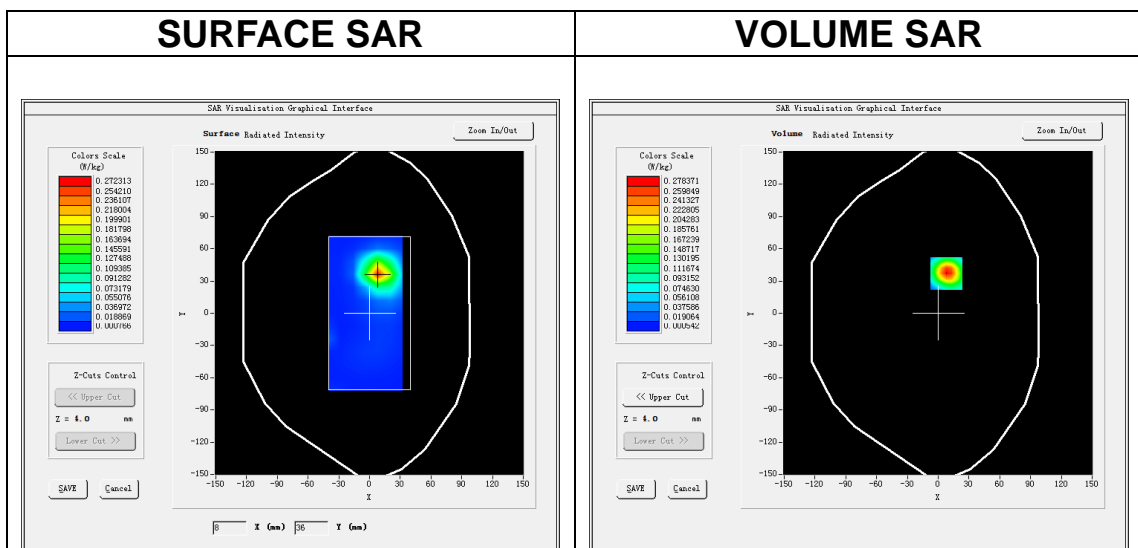 SURFACE SAR
VOLUME SAR
SAR Visualisation Graphical Interface
Surface Radiated Intensity
Zoom In/Out
Colors Scale
(W/kg)
0.272313
0.254210
0.236107
0.218004
0.199901
0.181798
0.163694
0.145591
0.127488
0.109385
0.091282
0.073179
0.055076
0.036972
0.018869
0.000766
150
120
90
60
30
0
-30
-60
-90
-120
-150
Y
-150 -120 -90 -60 -30 0 30 60 90 120 150
X
Z-Cuts Control
<< Upper Cut
Z = 4.0 mm
Lower Cut >>
SAVE Cancel
8 X (mm) 36 Y (mm)
SAR Visualisation Graphical Interface
Volume Radiated Intensity
Zoom In/Out
Colors Scale
(W/kg)
0.278371
0.259849
0.241327
0.222805
0.204283
0.185761
0.167239
0.148717
0.130195
0.111674
0.093152
0.074630
0.056108
0.037586
0.019064
0.000542
150
120
90
60
30
0
-30
-60
-90
-120
-150
Y
-150 -120 -90 -60 -30 0 30 60 90 120 150
X
Z-Cuts Control
<< Upper Cut
Z = 4.0 mm
Lower Cut >>
SAVE Cancel